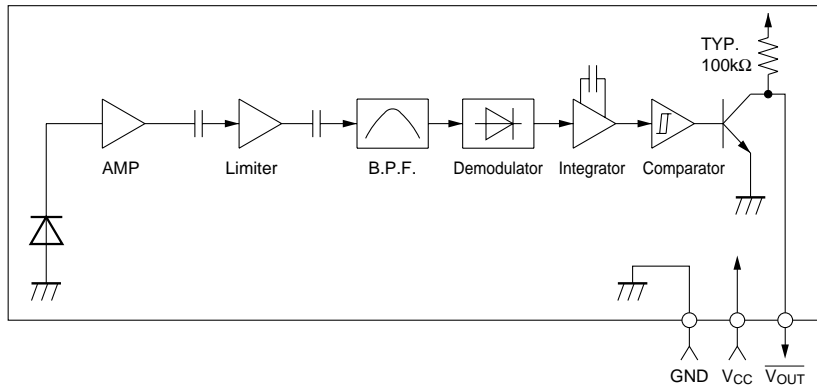 TYP.
100kΩ
AMP
Limiter
B.P.F.
Demodulator
Integrator
Comparator
GND
VCC
VOUT